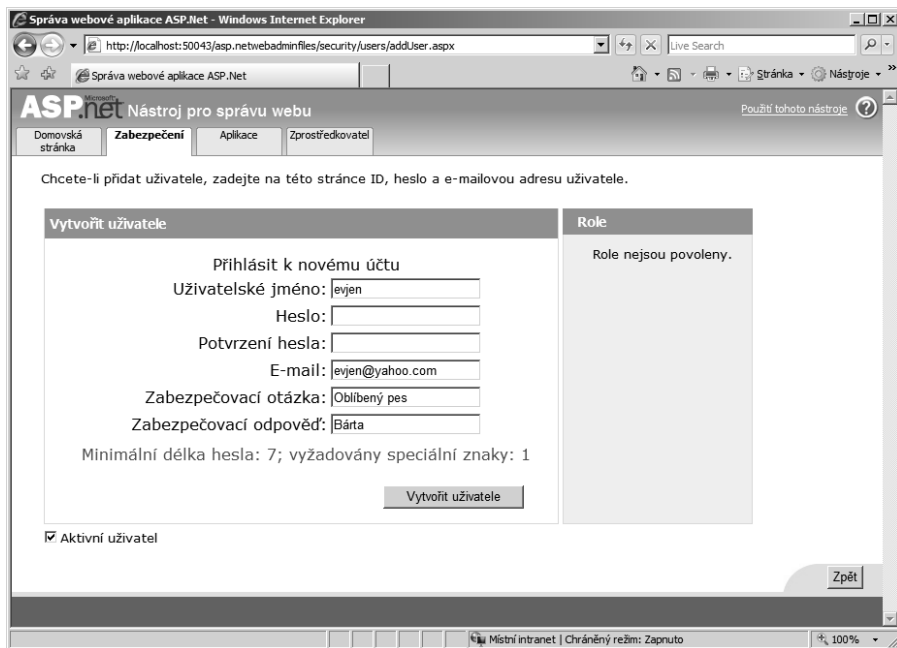 Správa webové aplikace ASP.Net - Windows Internet Explorer
http://localhost:50043/asp.netwebadminfiles/security/users/addUser.aspx
Live Search
Správa webové aplikace ASP.Net
Stránka
Nástroje
Microsoft
ASP.net Nástroj pro správu webu
Použití tohoto nástroje
Domovská stránka
Zabezpečení
Aplikace
Zprostředkovatel
Chcete-li přidat uživatele, zadejte na této stránce ID, heslo a e-mailovou adresu uživatele.
Vytvořit uživatele
Přihlásit k novému účtu
Uživatelské jméno: evjen
Heslo:
Potvrzení hesla:
E-mail: evjen@yahoo.com
Zabezpečovací otázka: Oblíbený pes
Zabezpečovací odpověď: Bárta
Minimální délka hesla: 7; vyžadovány speciální znaky: 1
Vytvořit uživatele
Role
Role nejsou povoleny.
Aktivní uživatel
Zpět
Místní intranet | Chráněný režim: Zapnuto
100%